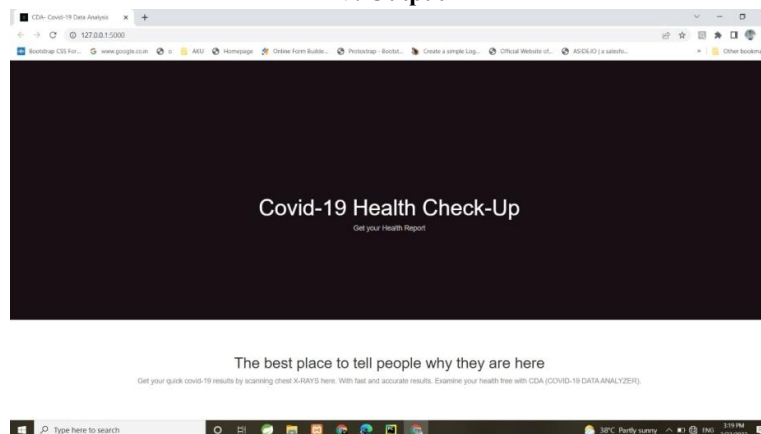 CDA- Covid-19 Data Analysis
127.0.0.1:5000
Bootstrap CSS For... www.google.co.in o AKU Homepage Online Form Builde... Protostrap - Bootst... Create a simple Log... Official Website of... ASIDE.IO | a salesfo... » Other bookma
Covid-19 Health Check-Up
Get your Health Report
The best place to tell people why they are here
Get your quick covid-19 results by scanning chest X-RAYS here. With fast and accurate results. Examine your health free with CDA (COVID-19 DATA ANALYZER).
Type here to search
38°C Partly sunny ENG 3:19 PM